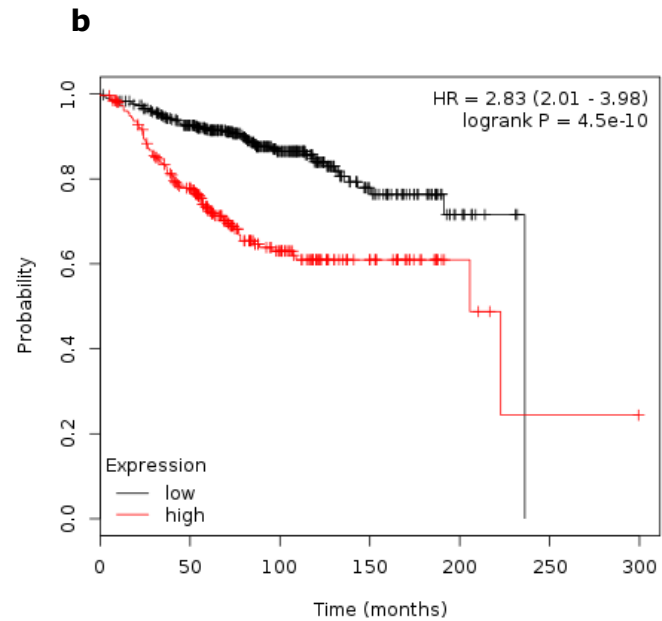 b
HR = 2.83 (2.01 - 3.98)
logrank P = 4.5e-10
Probability
1.0
0.8
0.6
0.4
0.2
0.0
Expression
low
high
0 50 100 150 200 250 300
Time (months)